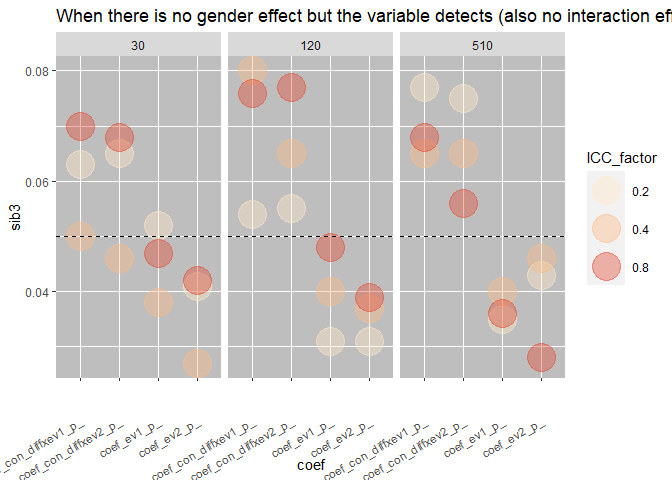 When there is no gender effect but the variable detects (also no interaction eff
30 120 510
0.08
0.06
0.04
sib3
_con_diffxev1_p_
coef_con_diffxev2_p_
coef_ev1_p_
coef_ev2_p_
coef_con_diffxev1_p_
coef_con_diffxev2_p_
coef_ev1_p_
coef_ev2_p_
coef_con_diffxev1_p_
coef_con_diffxev2_p_
coef_ev1_p_
coef_ev2_p_
coef
ICC_factor
0.2
0.4
0.8